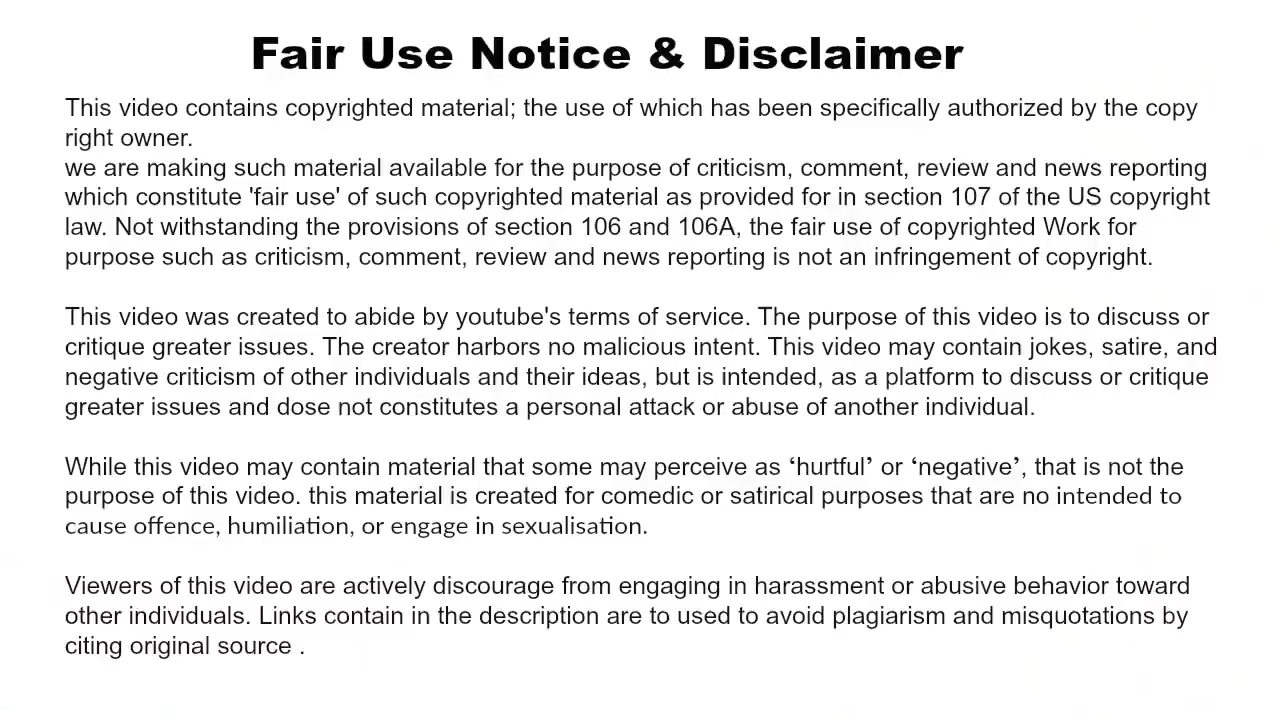 Fair Use Notice & Disclaimer
This video contains copyrighted material; the use of which has been specifically authorized by the copy
right owner.
we are making such material available for the purpose of criticism, comment, review and news reporting
which constitute 'fair use' of such copyrighted material as provided for in section 107 of the US copyright
law. Not withstanding the provisions of section 106 and 106A, the fair use of copyrighted Work for
purpose such as criticism, comment, review and news reporting is not an infringement of copyright.
This video was created to abide by youtube's terms of service. The purpose of this video is to discuss or
critique greater issues. The creator harbors no malicious intent. This video may contain jokes, satire, and
negative criticism of other individuals and their ideas, but is intended, as a platform to discuss or critique
greater issues and dose not constitutes a personal attack or abuse of another individual.
While this video may contain material that some may perceive as ‘hurtful’ or ‘negative’, that is not the
purpose of this video. this material is created for comedic or satirical purposes that are no intended to
cause offence, humiliation, or engage in sexualisation.
Viewers of this video are actively discourage from engaging in harassment or abusive behavior toward
other individuals. Links contain in the description are to used to avoid plagiarism and misquotations by
citing original source .